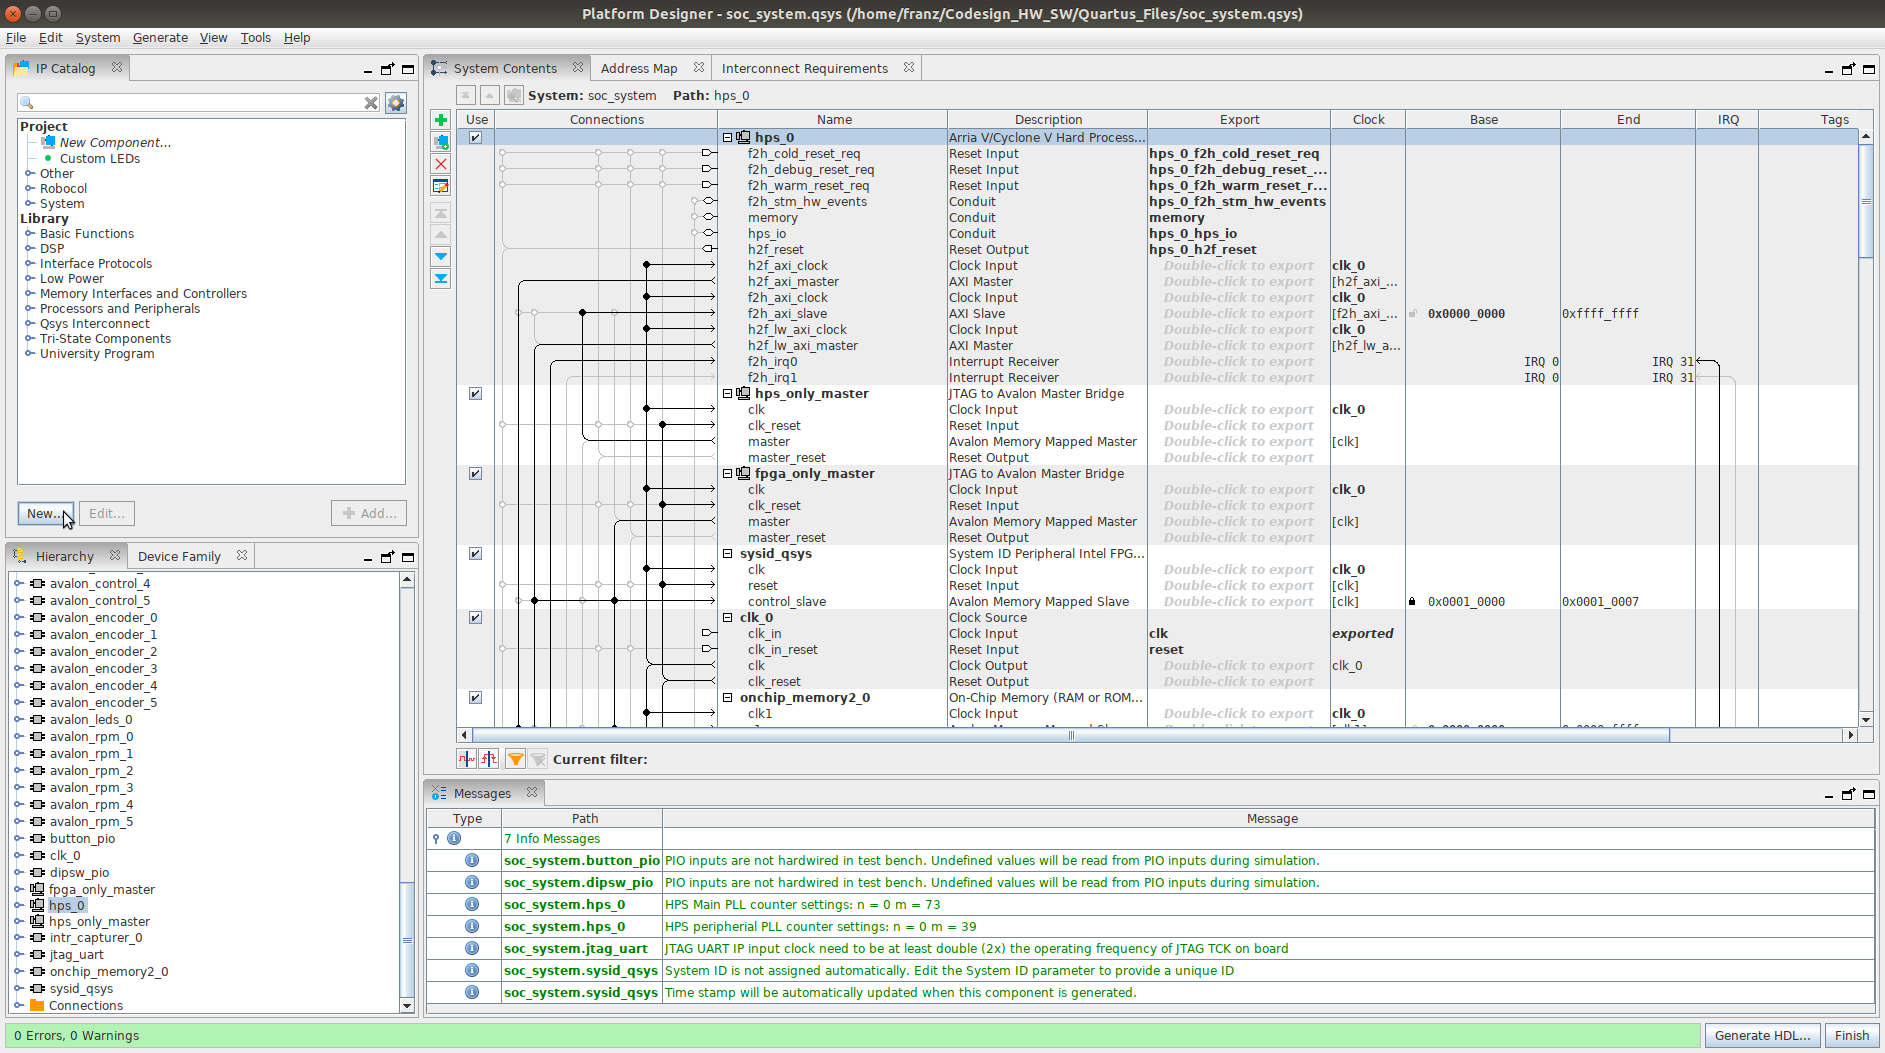 Platform Designer - soc_system.qsys (/home/franz/Codesign_HW_SW/Quartus_Files/soc_system.qsys)
File Edit System Generate View Tools Help
IP Catalog
Project
New Component...
Custom LEDs
Other
Robocol
System
Library
Basic Functions
DSP
Interface Protocols
Low Power
Memory Interfaces and Controllers
Processors and Peripherals
Qsys Interconnect
Tri-State Components
University Program
New... Edit... Add...
Hierarchy Device Family
avalon_control_4
avalon_control_5
avalon_encoder_0
avalon_encoder_1
avalon_encoder_2
avalon_encoder_3
avalon_encoder_4
avalon_encoder_5
avalon_leds_0
avalon_rpm_0
avalon_rpm_1
avalon_rpm_2
avalon_rpm_3
avalon_rpm_4
avalon_rpm_5
button_pio
clk_0
dipsw_pio
fpga_only_master
hps_0
hps_only_master
intr_capturer_0
jtag_uart
onchip_memory2_0
sysid_qsys
Connections
System Contents Address Map Interconnect Requirements
System: soc_system Path: hps_0
Use Connections Name Description Export Clock Base End IRQ Tags
hps_0 Arria V/Cyclone V Hard Process...
f2h_cold_reset_req Reset Input hps_0_f2h_cold_reset_req
f2h_debug_reset_req Reset Input hps_0_f2h_debug_reset_...
f2h_warm_reset_req Reset Input hps_0_f2h_warm_reset_r...
f2h_stm_hw_events Conduit hps_0_f2h_stm_hw_events
memory Conduit memory
hps_io Conduit hps_0_hps_io
h2f_reset Reset Output hps_0_h2f_reset
h2f_axi_clock Clock Input Double-click to export clk_0
h2f_axi_master AXI Master Double-click to export [h2f_axi_...
f2h_axi_clock Clock Input Double-click to export clk_0
f2h_axi_slave AXI Slave Double-click to export [f2h_axi_... 0x0000_0000 0xffff_ffff
h2f_lw_axi_clock Clock Input Double-click to export clk_0
h2f_lw_axi_master AXI Master Double-click to export [h2f_lw_a...
f2h_irq0 Interrupt Receiver Double-click to export IRQ 0 IRQ 31
f2h_irq1 Interrupt Receiver Double-click to export IRQ 0 IRQ 31
hps_only_master JTAG to Avalon Master Bridge
clk Clock Input Double-click to export clk_0
clk_reset Reset Input Double-click to export
master Avalon Memory Mapped Master Double-click to export [clk]
master_reset Reset Output Double-click to export
fpga_only_master JTAG to Avalon Master Bridge
clk Clock Input Double-click to export clk_0
clk_reset Reset Input Double-click to export
master Avalon Memory Mapped Master Double-click to export [clk]
master_reset Reset Output Double-click to export
sysid_qsys System ID Peripheral Intel FPG...
clk Clock Input Double-click to export clk_0
reset Reset Input Double-click to export [clk]
control_slave Avalon Memory Mapped Slave Double-click to export [clk] 0x0001_0000 0x0001_0007
clk_0 Clock Source
clk_in Clock Input clk exported
clk_in_reset Reset Input reset
clk Clock Output Double-click to export clk_0
clk_reset Reset Output Double-click to export
onchip_memory2_0 On-Chip Memory (RAM or ROM...
clk1 Clock Input Double-click to export clk_0
Current filter:
Messages
Type Path Message
7 Info Messages
soc_system.button_pio PIO inputs are not hardwired in test bench. Undefined values will be read from PIO inputs during simulation.
soc_system.dipsw_pio PIO inputs are not hardwired in test bench. Undefined values will be read from PIO inputs during simulation.
soc_system.hps_0 HPS Main PLL counter settings: n = 0 m = 73
soc_system.hps_0 HPS peripherial PLL counter settings: n = 0 m = 39
soc_system.jtag_uart JTAG UART IP input clock need to be at least double (2x) the operating frequency of JTAG TCK on board
soc_system.sysid_qsys System ID is not assigned automatically. Edit the System ID parameter to provide a unique ID
soc_system.sysid_qsys Time stamp will be automatically updated when this component is generated.
0 Errors, 0 Warnings
Generate HDL... Finish